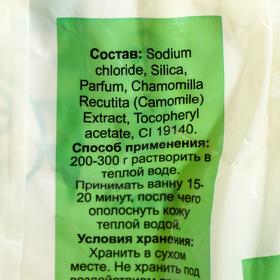 Состав: Sodium
chloride, Silica,
Parfum, Chamomilla
Recutita (Camomile)
Extract, Tocopheryl
acetate, CI 19140.
Способ применения:
200-300 г растворить в
теплой воде.
Принимать ванну 15-
20 минут, после чего
ополоснуть кожу
теплой водой.
Условия хранения:
Хранить в сухом
месте. Не хранить под
воздействием